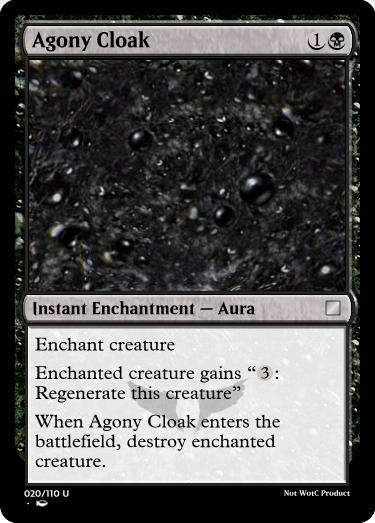 Agony Cloak 1
Instant Enchantment — Aura
Enchant creature
Enchanted creature gains “3:
Regenerate this creature”
When Agony Cloak enters the
battlefield, destroy enchanted
creature.
020/110 U
Not WotC Product